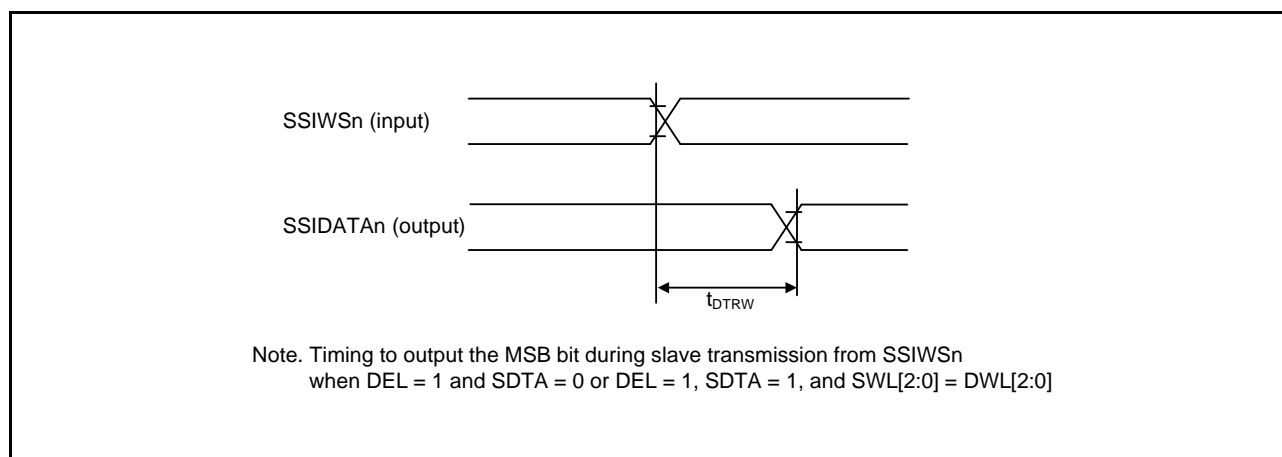 SSIWSn (input)
SSIDATAn (output)
tDTRW
Note. Timing to output the MSB bit during slave transmission from SSIWSn
when DEL = 1 and SDTA = 0 or DEL = 1, SDTA = 1, and SWL[2:0] = DWL[2:0]